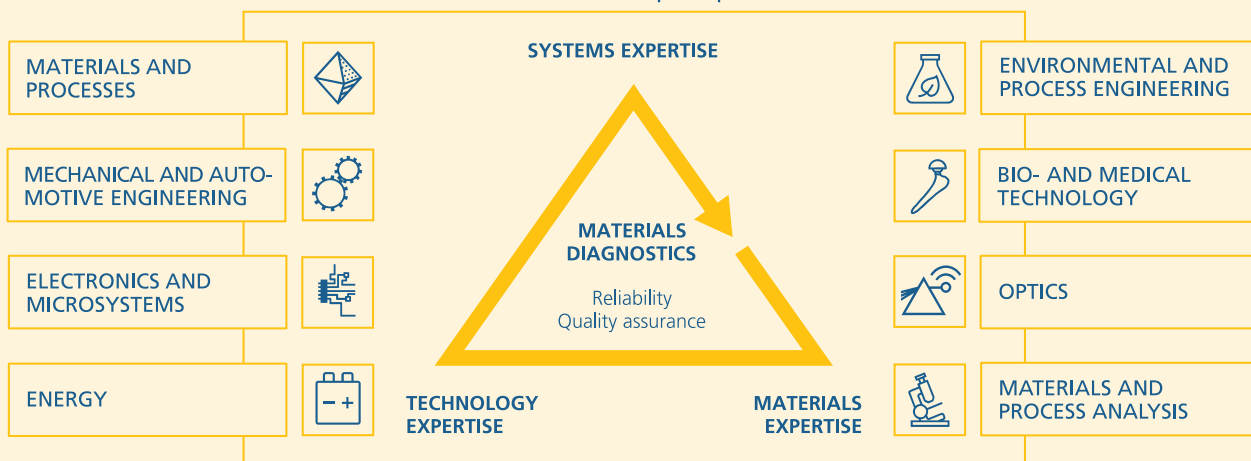 SYSTEMS EXPERTISE
MATERIALS AND
PROCESSES
MECHANICAL AND AUTO-
MOTIVE ENGINEERING
ELECTRONICS AND
MICROSYSTEMS
ENERGY
MATERIALS
DIAGNOSTICS
Reliability
Quality assurance
TECHNOLOGY
EXPERTISE
MATERIALS
EXPERTISE
ENVIRONMENTAL AND
PROCESS ENGINEERING
BIO- AND MEDICAL
TECHNOLOGY
OPTICS
MATERIALS AND
PROCESS ANALYSIS